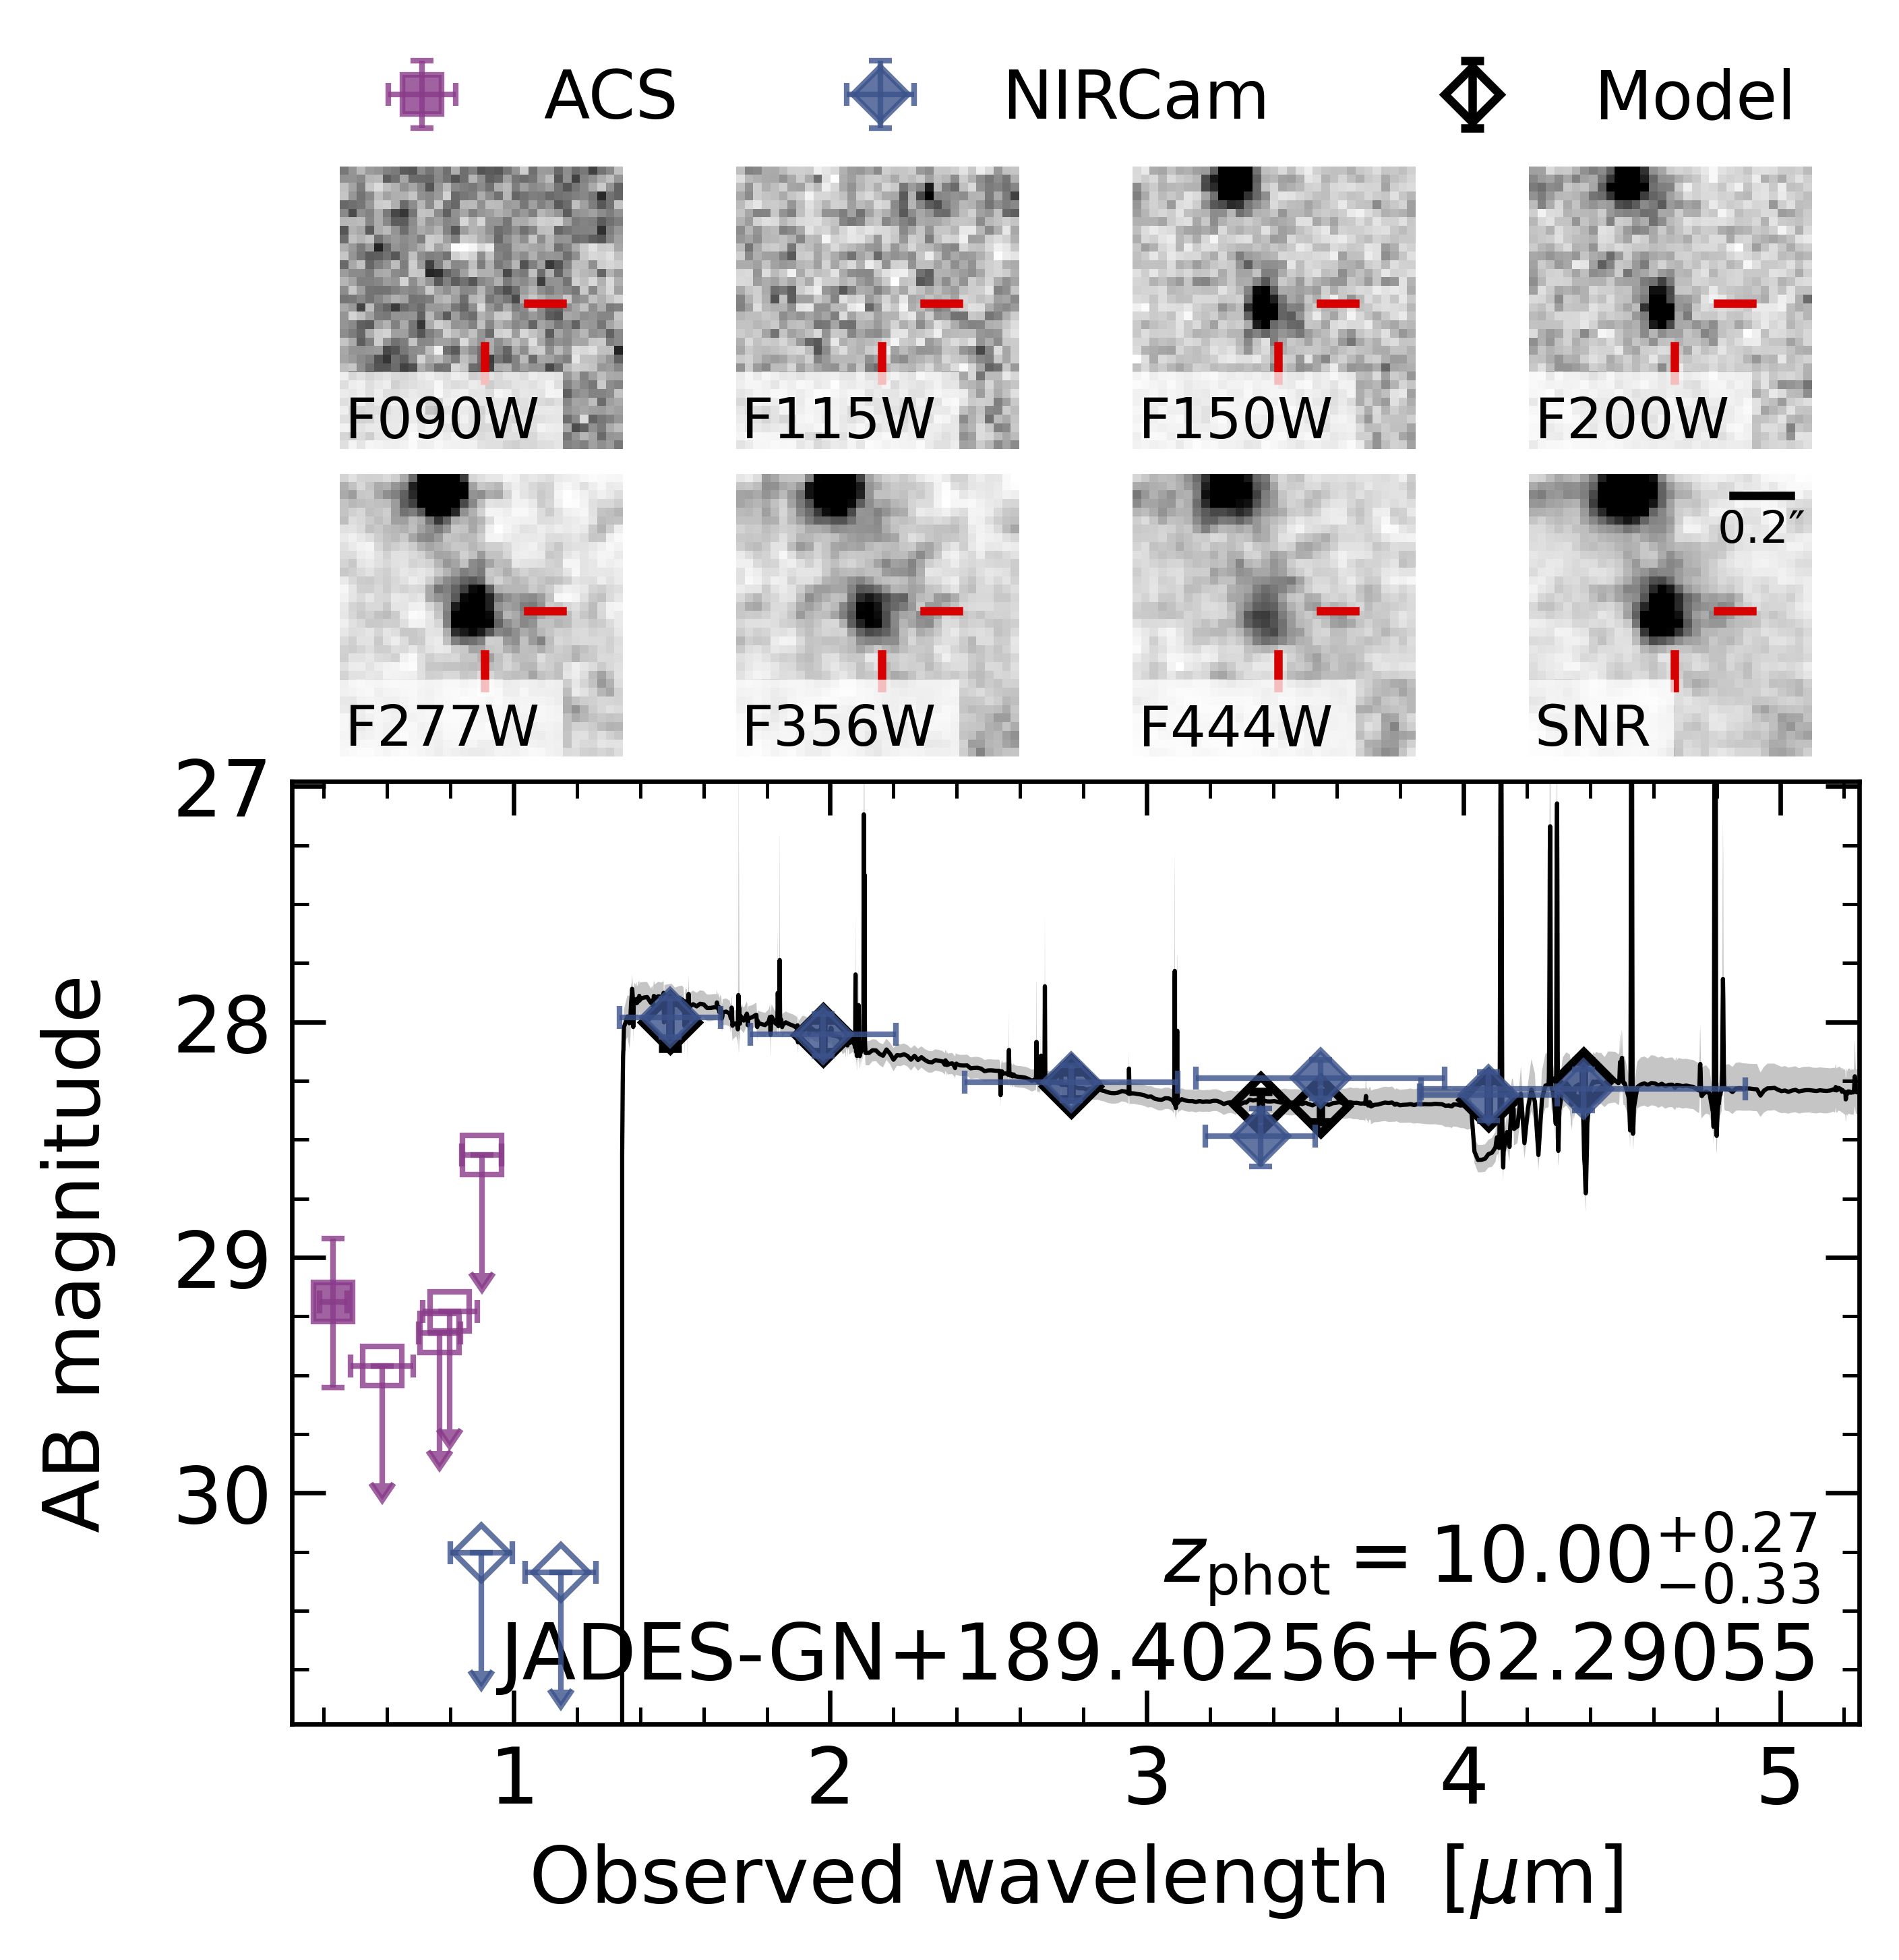 ACS NIRCam Model
F090W F115W F150W F200W
0.2″
F277W F356W F444W SNR
27
28
29
30
AB magnitude
z_phot = 10.00 +0.27 −0.33
JADES-GN+189.40256+62.29055
1 2 3 4 5
Observed wavelength [μm]